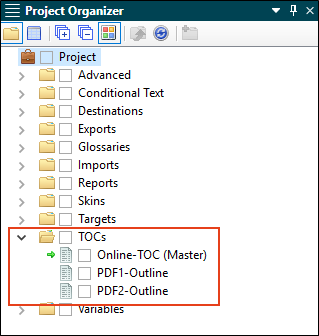 Project Organizer
Project
Advanced
Conditional Text
Destinations
Exports
Glossaries
Imports
Reports
Skins
Targets
TOCs
Online-TOC (Master)
PDF1-Outline
PDF2-Outline
Variables